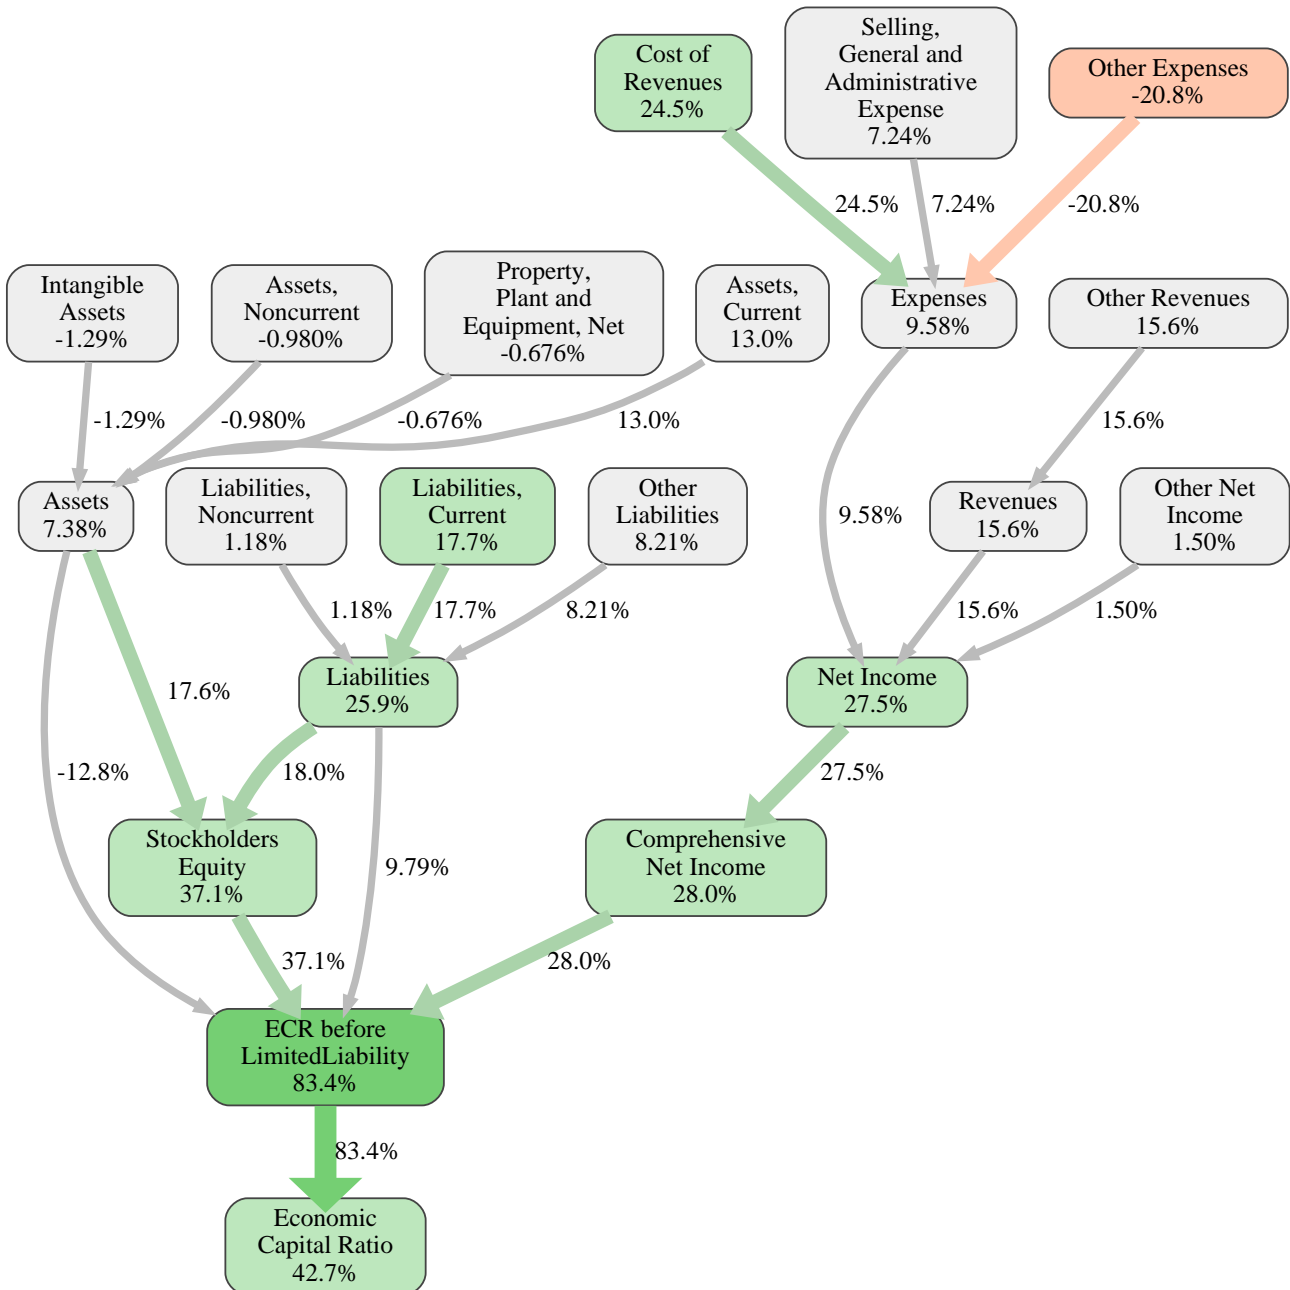 Cost of
Revenues
24.5%
Selling,
General and
Administrative
Expense
7.24%
Other Expenses
-20.8%
24.5%
7.24%
-20.8%
Intangible
Assets
-1.29%
Assets,
Noncurrent
-0.980%
Property,
Plant and
Equipment, Net
-0.676%
Assets,
Current
13.0%
Expenses
9.58%
Other Revenues
15.6%
-1.29%
-0.980%
-0.676%
13.0%
15.6%
Assets
7.38%
Liabilities,
Noncurrent
1.18%
Liabilities,
Current
17.7%
Other
Liabilities
8.21%
9.58%
Revenues
15.6%
Other Net
Income
1.50%
1.18%
17.7%
8.21%
15.6%
1.50%
17.6%
Liabilities
25.9%
Net Income
27.5%
-12.8%
18.0%
27.5%
Stockholders
Equity
37.1%
9.79%
Comprehensive
Net Income
28.0%
37.1%
28.0%
ECR before
LimitedLiability
83.4%
83.4%
Economic
Capital Ratio
42.7%